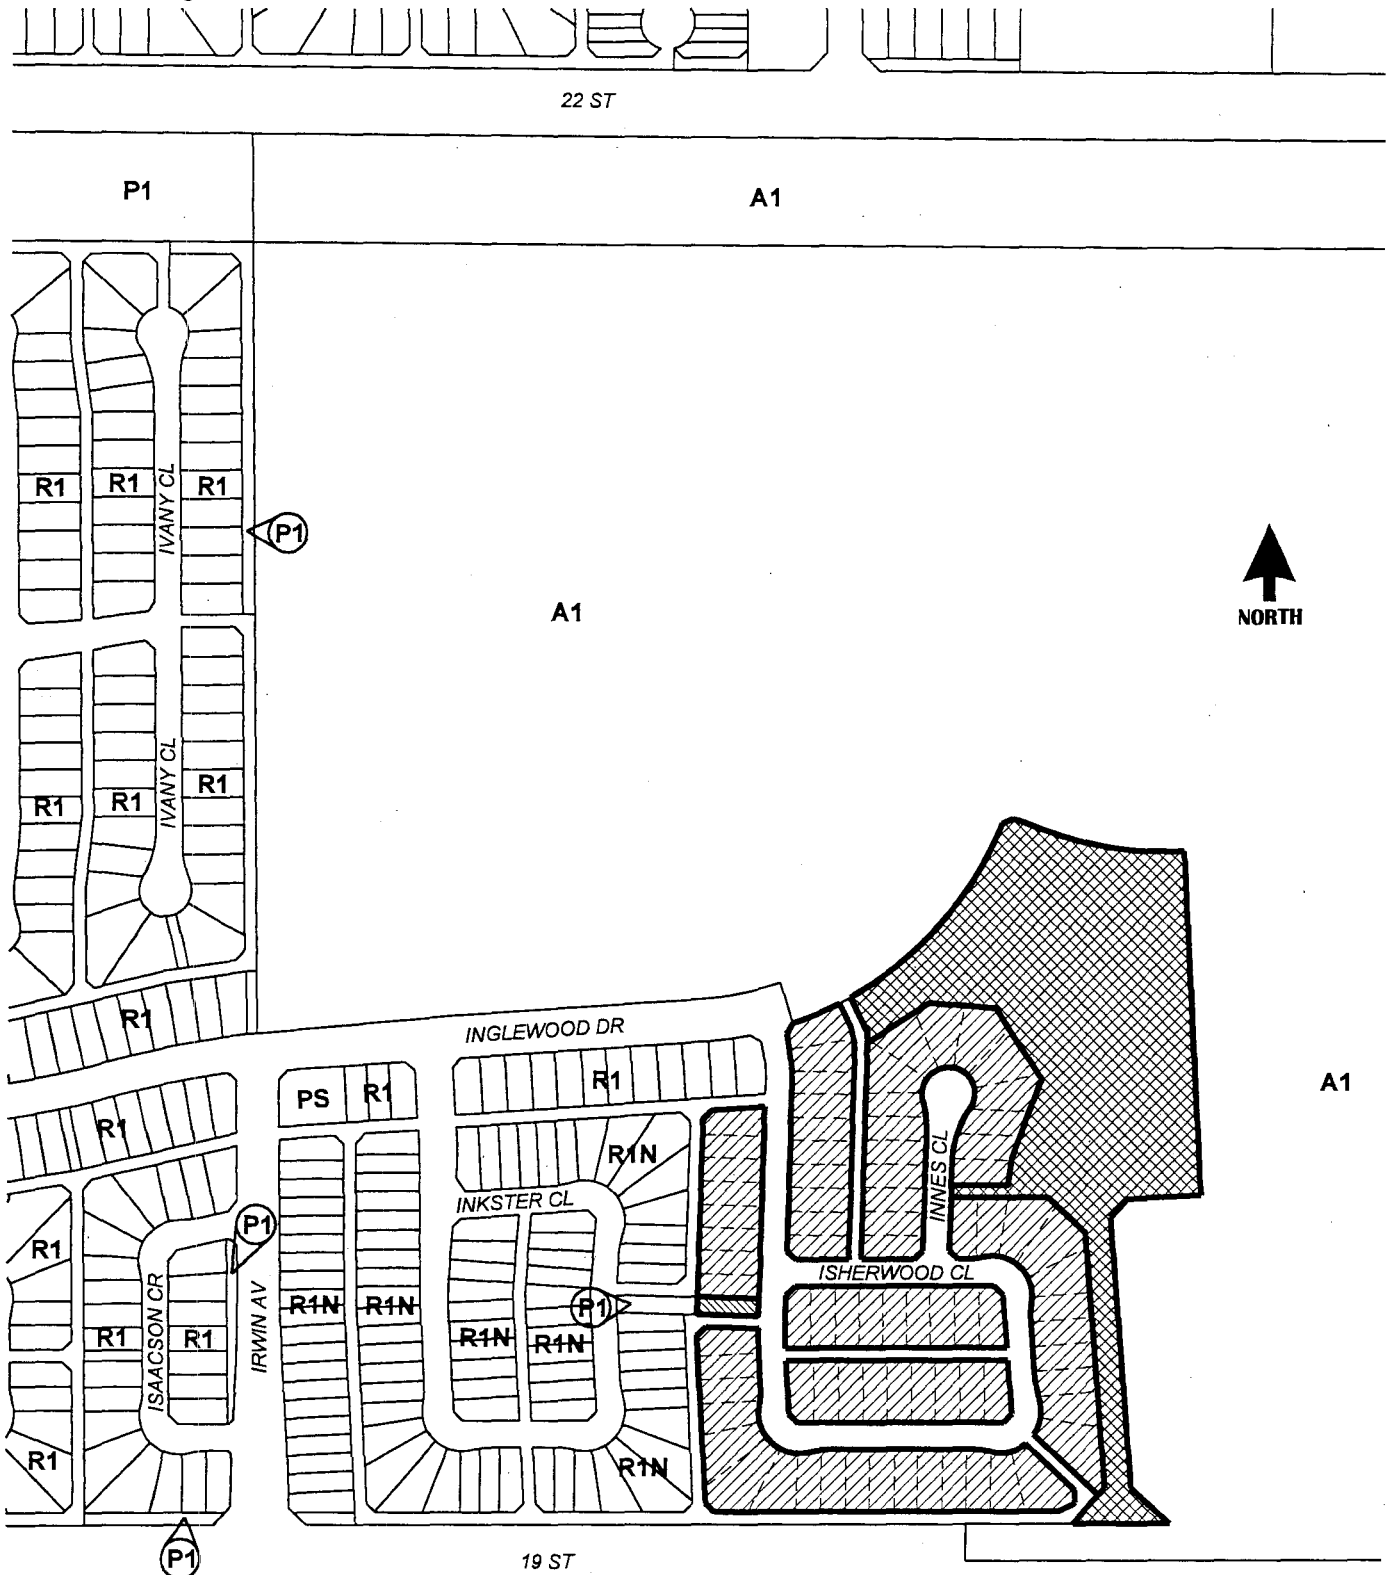 22 ST
P1
A1
R1
R1
IVANY CL
R1
P1
A1
NORTH
R1
R1
IVANY CL
R1
R1
INGLEWOOD DR
R1
PS
R1
R1
A1
R1N
INKSTER CL
INNES CL
P1
R1
ISHERWOOD CL
ISAACSON CR
IRWIN AV
R1N
R1N
P1
R1
R1
R1N
R1N
R1
R1N
P1
19 ST